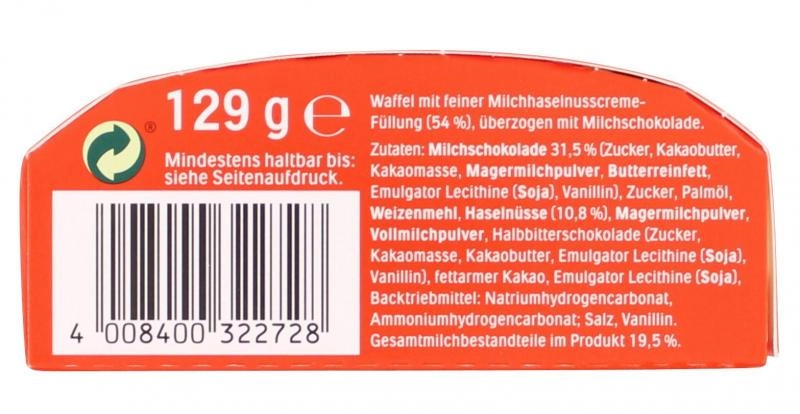 129 g ℮
®
Mindestens haltbar bis:
siehe Seitenaufdruck.
4 008400 322728
Waffel mit feiner Milchhaselnusscreme-
Füllung (54 %), überzogen mit Milchschokolade.
Zutaten: Milchschokolade 31,5 % (Zucker, Kakaobutter,
Kakaomasse, Magermilchpulver, Butterreinfett,
Emulgator Lecithine (Soja), Vanillin), Zucker, Palmöl,
Weizenmehl, Haselnüsse (10,8 %), Magermilchpulver,
Vollmilchpulver, Halbbitterschokolade (Zucker,
Kakaomasse, Kakaobutter, Emulgator Lecithine (Soja),
Vanillin), fettarmer Kakao, Emulgator Lecithine (Soja),
Backtriebmittel: Natriumhydrogencarbonat,
Ammoniumhydrogencarbonat; Salz, Vanillin.
Gesamtmilchbestandteile im Produkt 19,5 %.